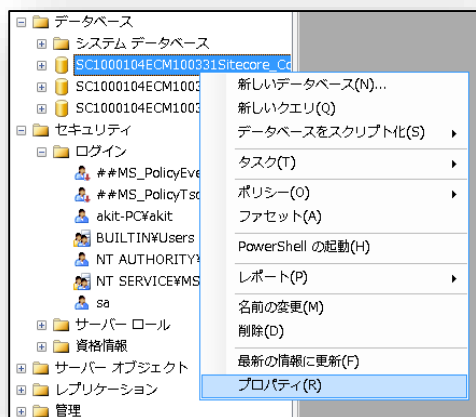 データベース
システム データベース
SC1000104ECM100331Sitecore_Co
SC1000104ECM1003
SC1000104ECM1003
セキュリティ
ログイン
##MS_PolicyEve
##MS_PolicyTsq
akit-PC¥akit
BUILTIN¥Users
NT AUTHORITY¥
NT SERVICE¥MS
sa
サーバー ロール
資格情報
サーバー オブジェクト
レプリケーション
管理
新しいデータベース(N)...
新しいクエリ(Q)
データベースをスクリプト化(S)
タスク(T)
ポリシー(O)
ファセット(A)
PowerShell の起動(H)
レポート(P)
名前の変更(M)
削除(D)
最新の情報に更新(F)
プロパティ(R)